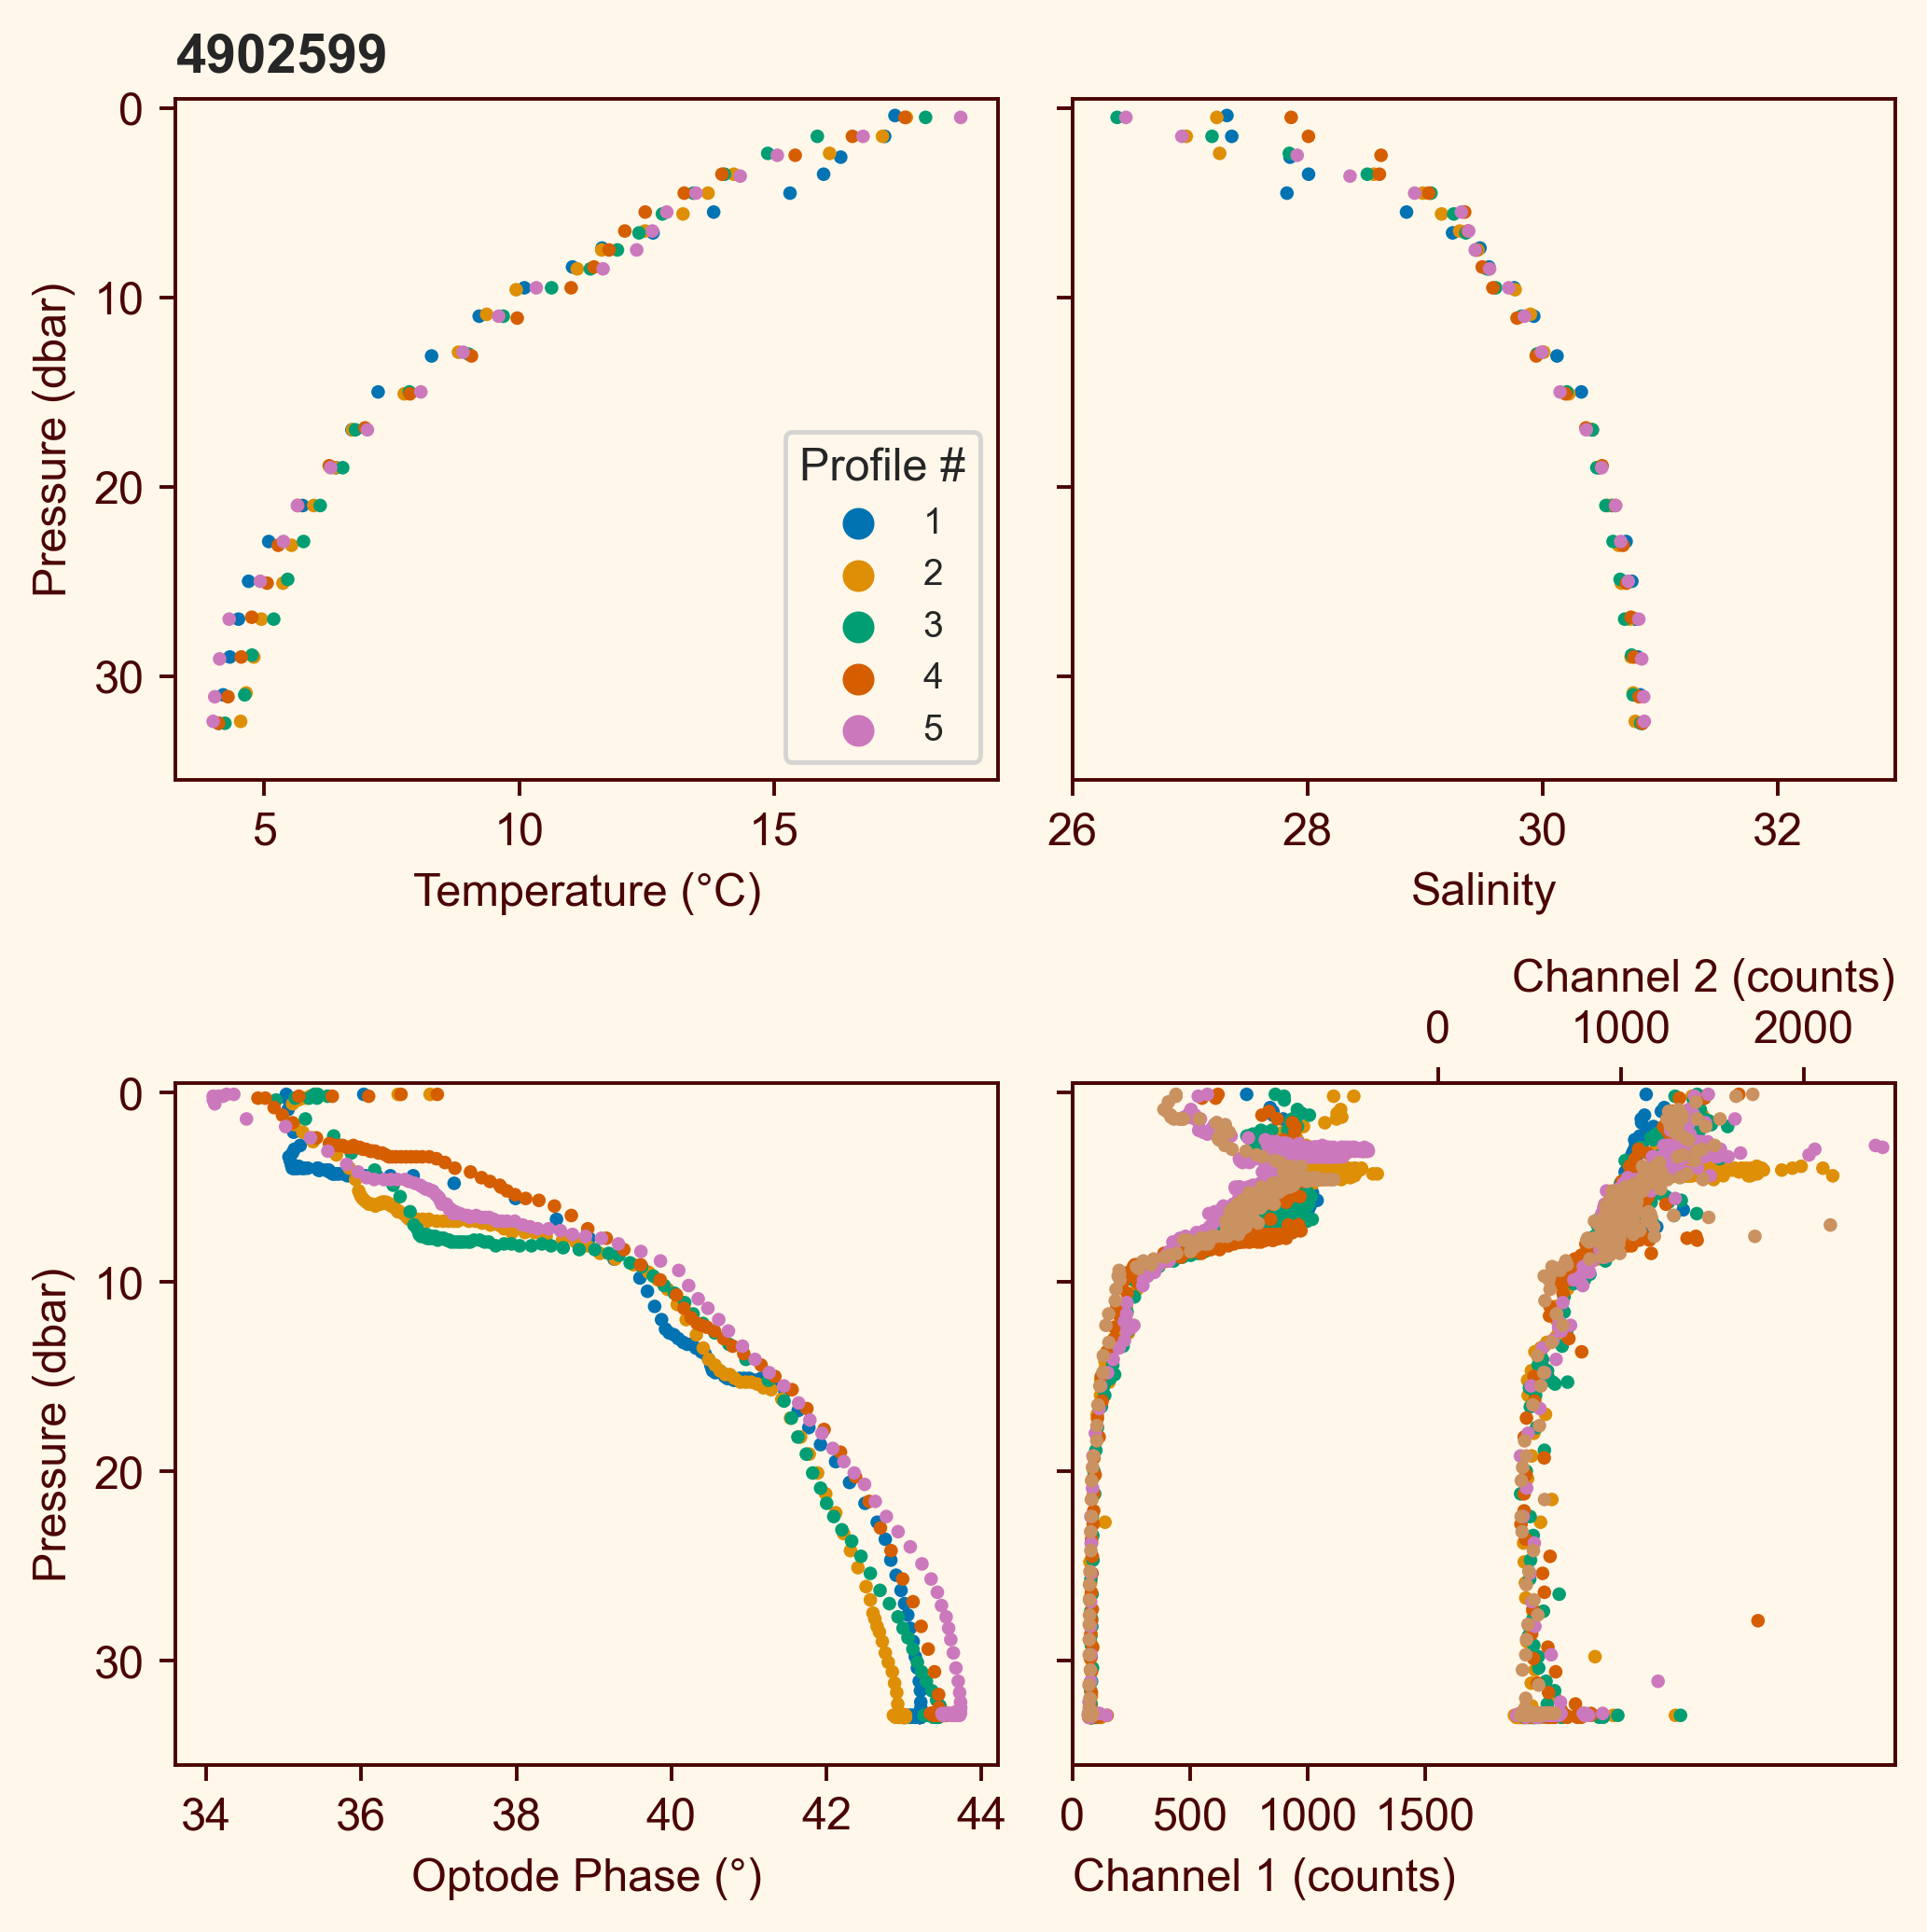 4902599
0
10
20
30
Pressure (dbar)
5 10 15
Temperature (°C)
Profile #
1
2
3
4
5
26 28 30 32
Salinity
0
10
20
30
Pressure (dbar)
34 36 38 40 42 44
Optode Phase (°)
Channel 2 (counts)
0 1000 2000
0 500 1000 1500
Channel 1 (counts)